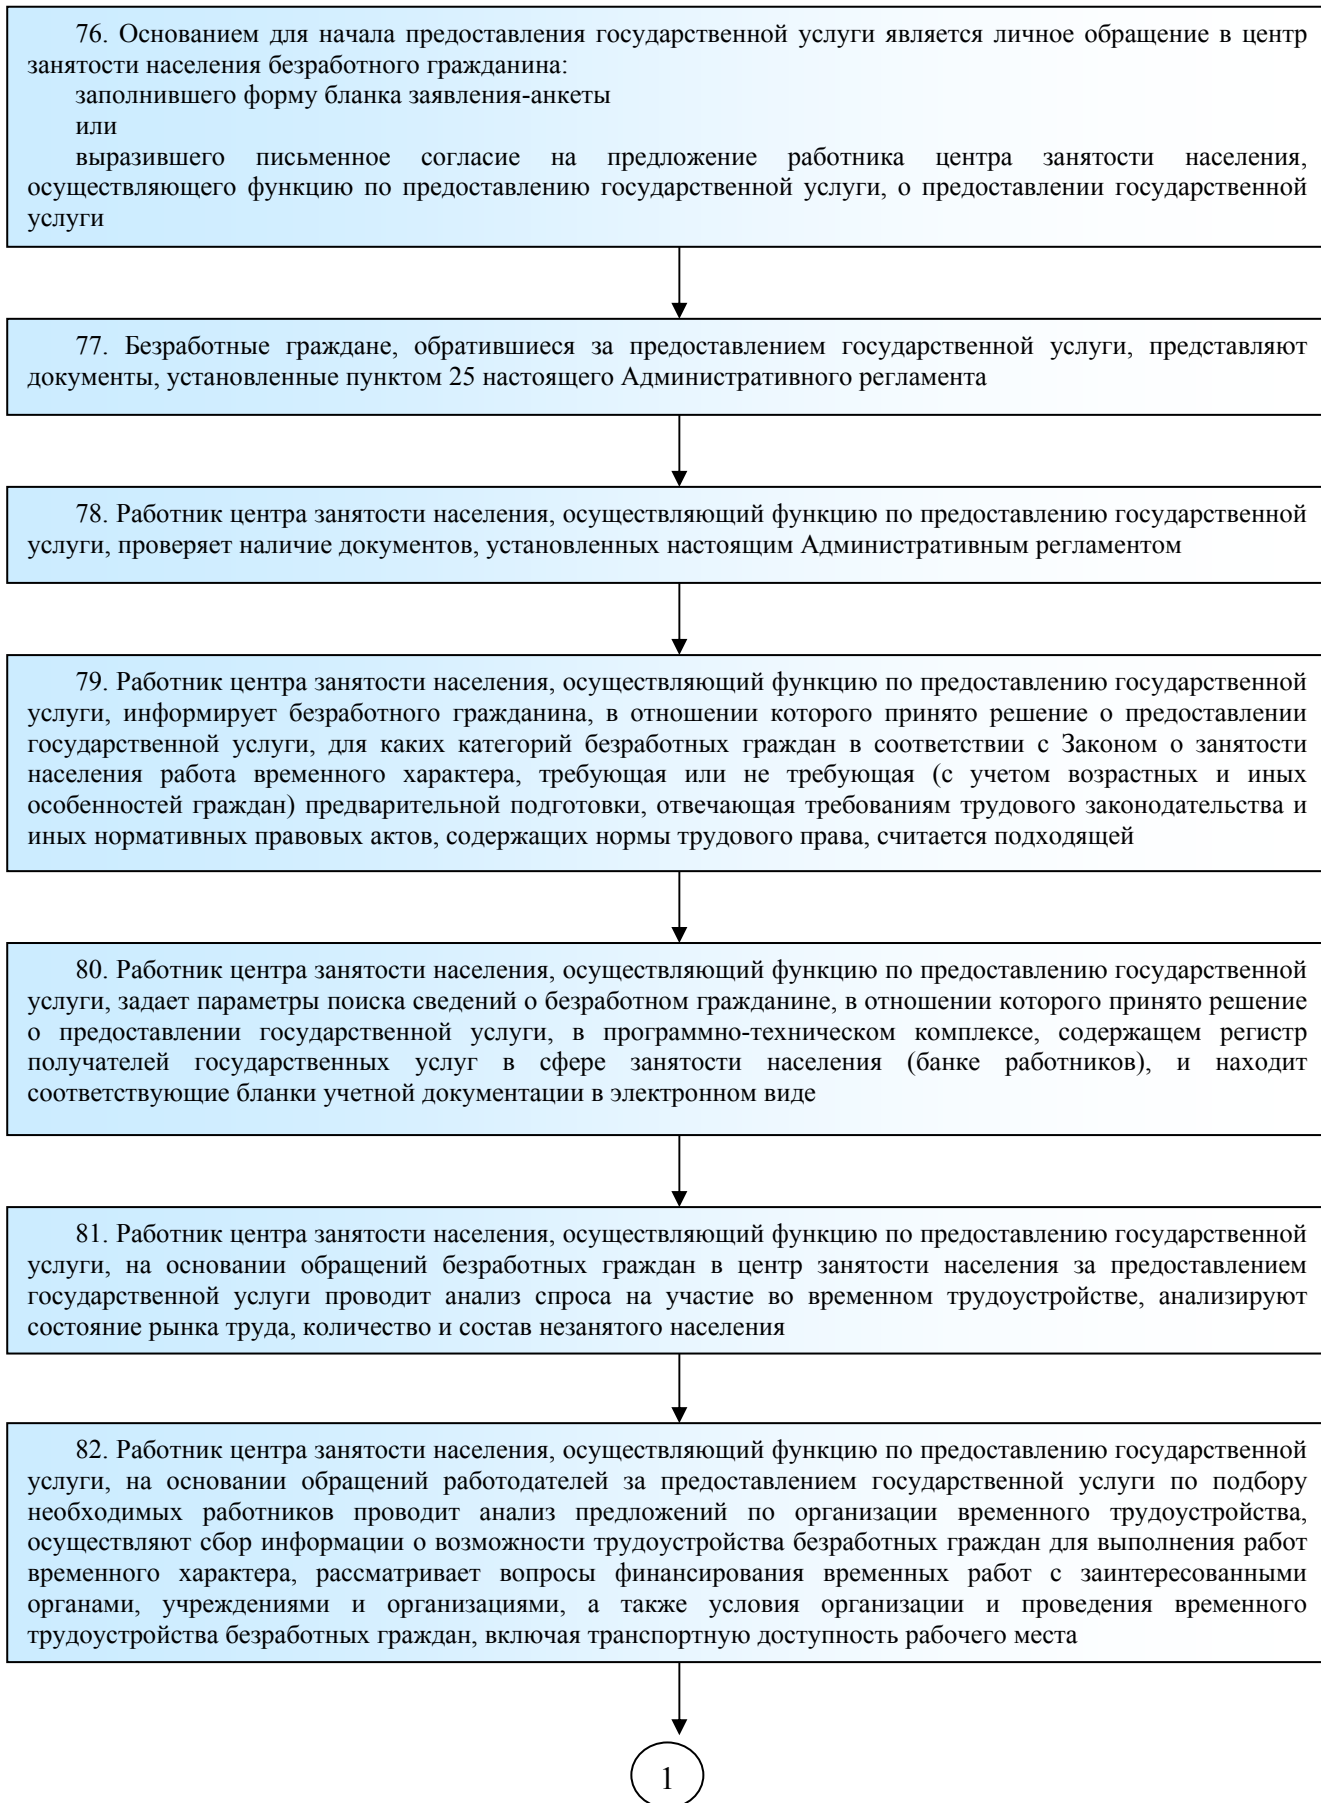 76. Основанием для начала предоставления государственной услуги является личное обращение в центр
занятости населения безработного гражданина:
заполнившего форму бланка заявления-анкеты
или
выразившего письменное согласие на предложение работника центра занятости населения,
осуществляющего функцию по предоставлению государственной услуги, о предоставлении государственной
услуги
77. Безработные граждане, обратившиеся за предоставлением государственной услуги, представляют
документы, установленные пунктом 25 настоящего Административного регламента
78. Работник центра занятости населения, осуществляющий функцию по предоставлению государственной
услуги, проверяет наличие документов, установленных настоящим Административным регламентом
79. Работник центра занятости населения, осуществляющий функцию по предоставлению государственной
услуги, информирует безработного гражданина, в отношении которого принято решение о предоставлении
государственной услуги, для каких категорий безработных граждан в соответствии с Законом о занятости
населения работа временного характера, требующая или не требующая (с учетом возрастных и иных
особенностей граждан) предварительной подготовки, отвечающая требованиям трудового законодательства и
иных нормативных правовых актов, содержащих нормы трудового права, считается подходящей
80. Работник центра занятости населения, осуществляющий функцию по предоставлению государственной
услуги, задает параметры поиска сведений о безработном гражданине, в отношении которого принято решение
о предоставлении государственной услуги, в программно-техническом комплексе, содержащем регистр
получателей государственных услуг в сфере занятости населения (банке работников), и находит
соответствующие бланки учетной документации в электронном виде
81. Работник центра занятости населения, осуществляющий функцию по предоставлению государственной
услуги, на основании обращений безработных граждан в центр занятости населения за предоставлением
государственной услуги проводит анализ спроса на участие во временном трудоустройстве, анализируют
состояние рынка труда, количество и состав незанятого населения
82. Работник центра занятости населения, осуществляющий функцию по предоставлению государственной
услуги, на основании обращений работодателей за предоставлением государственной услуги по подбору
необходимых работников проводит анализ предложений по организации временного трудоустройства,
осуществляют сбор информации о возможности трудоустройства безработных граждан для выполнения работ
временного характера, рассматривает вопросы финансирования временных работ с заинтересованными
органами, учреждениями и организациями, а также условия организации и проведения временного
трудоустройства безработных граждан, включая транспортную доступность рабочего места
1